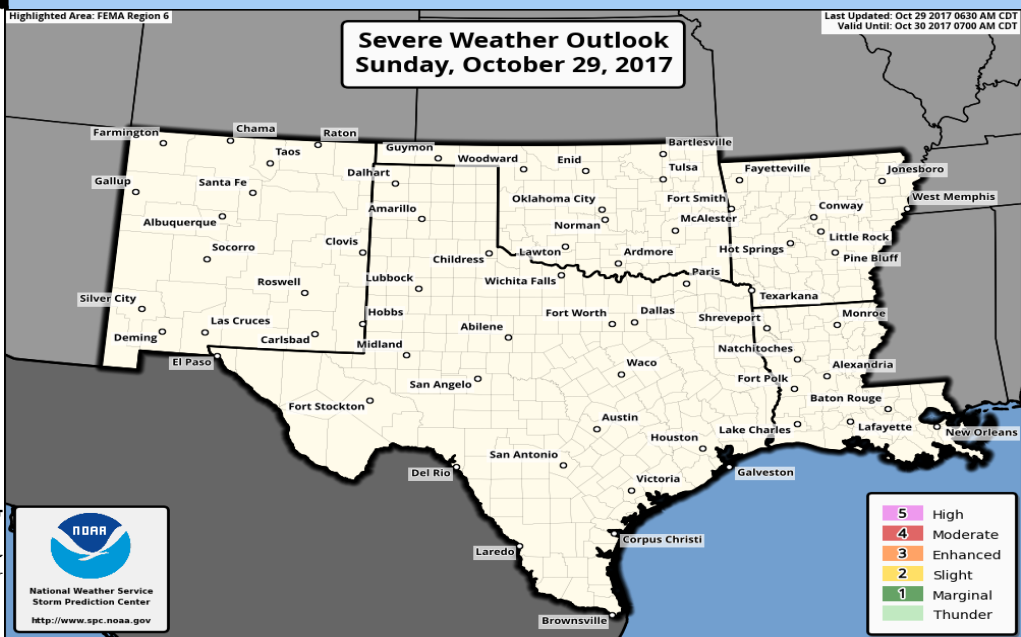 Highlighted Area: FEMA Region 6
Last Updated: Oct 29 2017 0630 AM CDT
Valid Until: Oct 30 2017 0700 AM CDT
Severe Weather Outlook
Sunday, October 29, 2017
Farmington
Chama
Raton
Taos
Guymon
Woodward
Enid
Bartlesville
Tulsa
Fayetteville
Jonesboro
Gallup
Santa Fe
Dalhart
Oklahoma City
Fort Smith
West Memphis
Albuquerque
Amarillo
Norman
McAlester
Conway
Socorro
Clovis
Childress
Lawton
Ardmore
Hot Springs
Little Rock
Pine Bluff
Roswell
Lubbock
Wichita Falls
Paris
Texarkana
Silver City
Las Cruces
Hobbs
Abilene
Fort Worth
Dallas
Shreveport
Monroe
Deming
Carlsbad
Midland
Natchitoches
El Paso
San Angelo
Waco
Fort Polk
Alexandria
Fort Stockton
Austin
Baton Rouge
Houston
Lake Charles
Lafayette
New Orleans
Del Rio
San Antonio
Victoria
Galveston
Laredo
Corpus Christi
Brownsville
NOAA
National Weather Service
Storm Prediction Center
http://www.spc.noaa.gov
5 High
4 Moderate
3 Enhanced
2 Slight
1 Marginal
Thunder